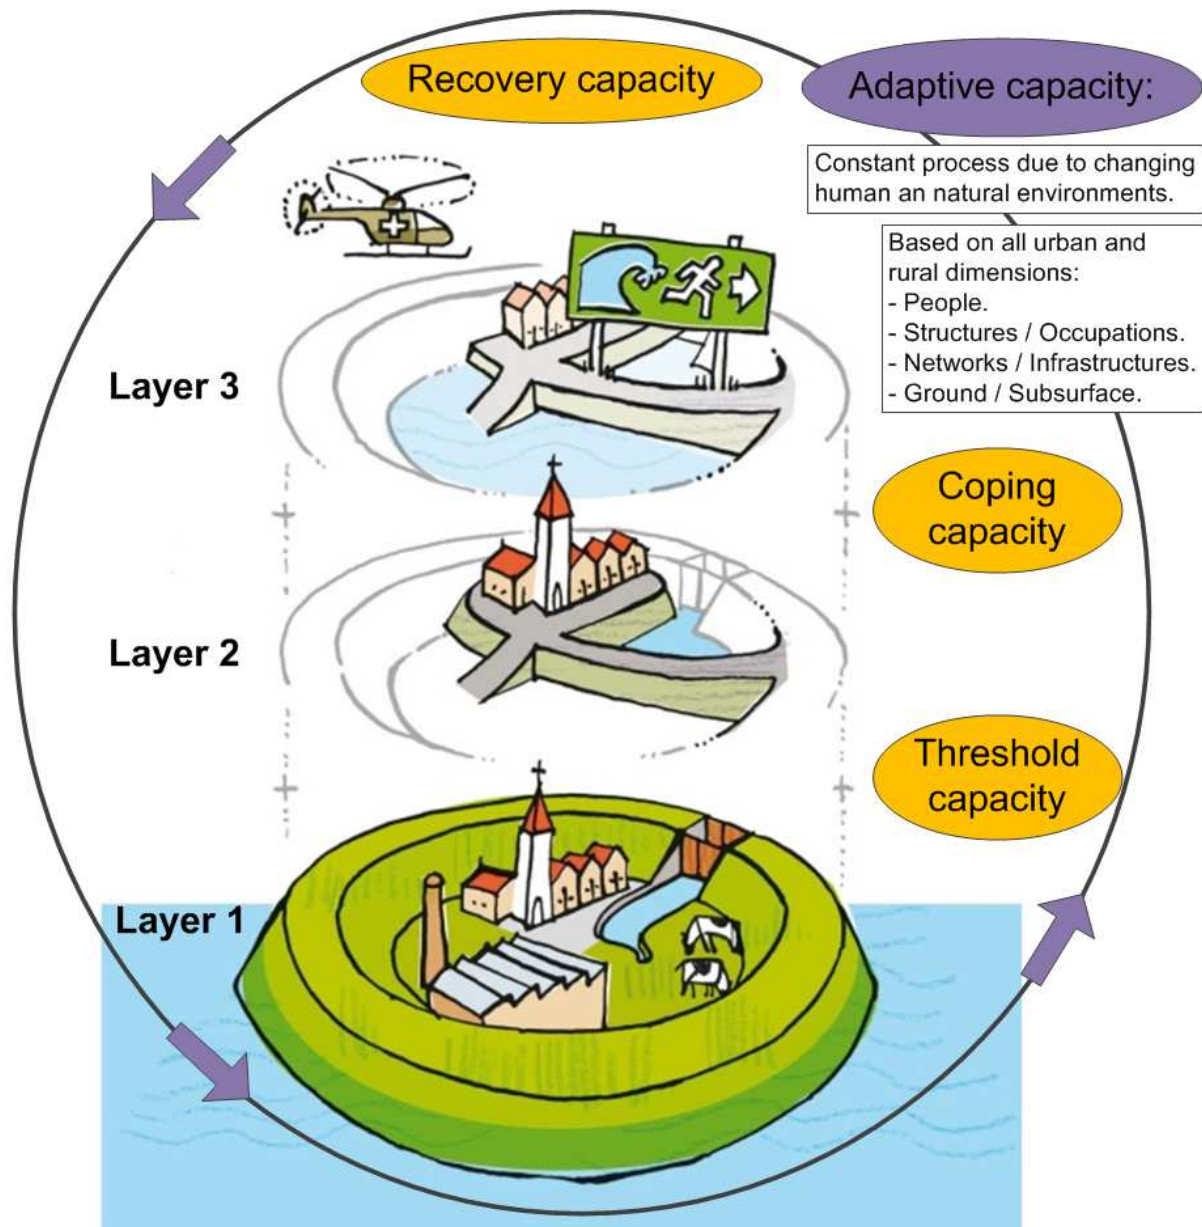 Recovery capacity
Adaptive capacity:
Constant process due to changing
human an natural environments.
Based on all urban and
rural dimensions:
- People.
- Structures / Occupations.
- Networks / Infrastructures.
- Ground / Subsurface.
Layer 3
Coping
capacity
Layer 2
Threshold
capacity
Layer 1